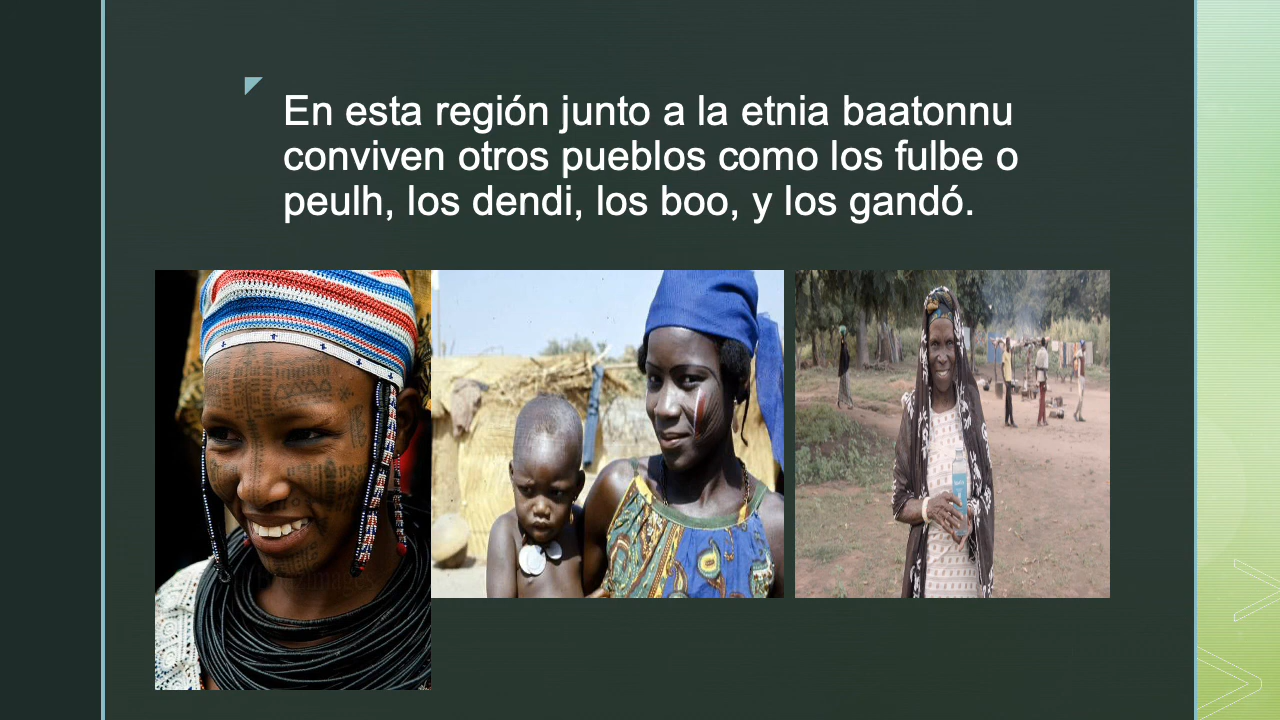 En esta región junto a la etnia baatonnu
conviven otros pueblos como los fulbe o
peulh, los dendi, los boo, y los gandó.